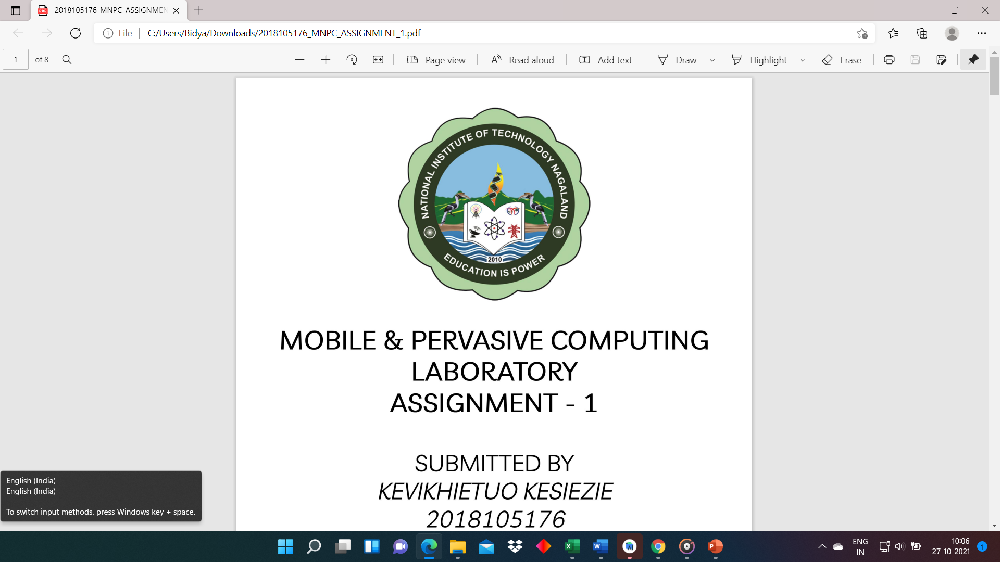 2018105176_MNPC_ASSIGNMEN
File
C:/Users/Bidya/Downloads/2018105176_MNPC_ASSIGNMENT_1.pdf
1 of 8
Page view
Read aloud
Add text
Draw
Highlight
Erase
NATIONAL INSTITUTE OF TECHNOLOGY NAGALAND
2010
EDUCATION IS POWER
MOBILE & PERVASIVE COMPUTING
LABORATORY
ASSIGNMENT - 1
SUBMITTED BY
KEVIKHIETUO KESIEZIE
2018105176
English (India)
English (India)
To switch input methods, press Windows key + space.
ENG
IN
10:06
27-10-2021
1